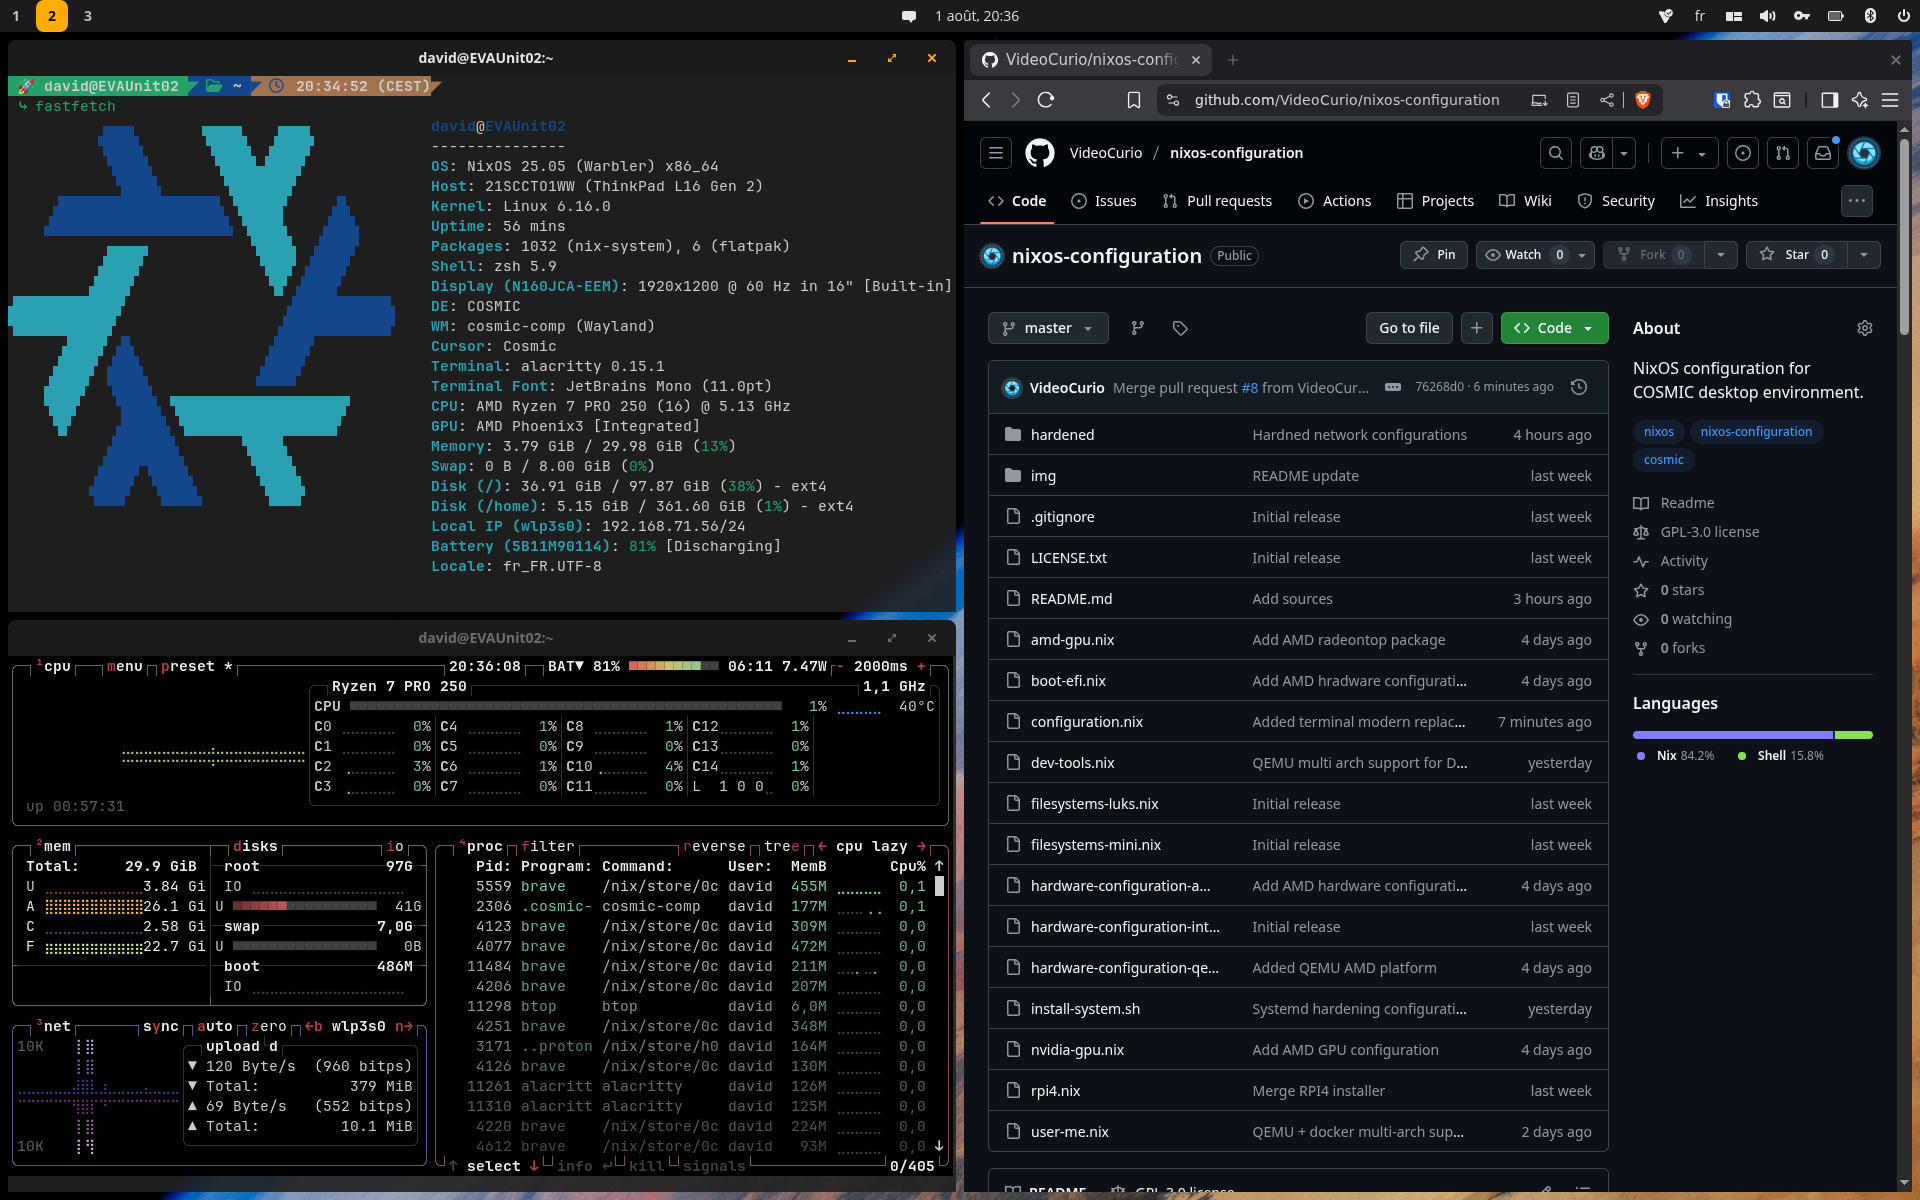 1 2 3 1 août, 20:36 fr
david@EVAUnit02:~
david@EVAUnit02 ~ 20:34:52 (CEST)
fastfetch
david@EVAUnit02
---------------
OS: NixOS 25.05 (Warbler) x86_64
Host: 21SCCTO1WW (ThinkPad L16 Gen 2)
Kernel: Linux 6.16.0
Uptime: 56 mins
Packages: 1032 (nix-system), 6 (flatpak)
Shell: zsh 5.9
Display (N160JCA-EEM): 1920x1200 @ 60 Hz in 16" [Built-in]
DE: COSMIC
WM: cosmic-comp (Wayland)
Cursor: Cosmic
Terminal: alacritty 0.15.1
Terminal Font: JetBrains Mono (11.0pt)
CPU: AMD Ryzen 7 PRO 250 (16) @ 5.13 GHz
GPU: AMD Phoenix3 [Integrated]
Memory: 3.79 GiB / 29.98 GiB (13%)
Swap: 0 B / 8.00 GiB (0%)
Disk (/): 36.91 GiB / 97.87 GiB (38%) - ext4
Disk (/home): 5.15 GiB / 361.60 GiB (1%) - ext4
Local IP (wlp3s0): 192.168.71.56/24
Battery (5B11M90114): 81% [Discharging]
Locale: fr_FR.UTF-8
david@EVAUnit02:~
¹cpu menu preset * 20:36:08 BAT▼ 81% 06:11 7.47W - 2000ms +
Ryzen 7 PRO 250 1,1 GHz
CPU 1% 40°C
C0 0% C4 1% C8 1% C12 1%
C1 0% C5 0% C9 0% C13 0%
C2 3% C6 1% C10 4% C14 1%
C3 0% C7 0% C11 0% L 1 0 0 0%
up 00:57:31
²mem disks io
Total: 29.9 GiB root 97G
U 3.84 Gi IO
A 26.1 Gi U 41G
C 2.58 Gi swap 7,0G
F 22.7 Gi U 0B
boot 486M
IO
³net sync auto zero ←b wlp3s0 n→
10K upload d
▼ 120 Byte/s (960 bitps)
▼ Total: 379 MiB
▲ 69 Byte/s (552 bitps)
▲ Total: 10.1 MiB
10K
⁴proc filter reverse tree ← cpu lazy →
Pid: Program: Command: User: MemB Cpu% ↑
5559 brave /nix/store/0c david 455M 0,1
2306 .cosmic- cosmic-comp david 177M 0,1
4123 brave /nix/store/0c david 309M 0,0
4077 brave /nix/store/0c david 472M 0,0
11484 brave /nix/store/0c david 211M 0,0
4206 brave /nix/store/0c david 207M 0,0
11298 btop btop david 6,0M 0,0
4251 brave /nix/store/0c david 348M 0,0
3171 ..proton /nix/store/h0 david 164M 0,0
4126 brave /nix/store/0c david 130M 0,0
11261 alacritt alacritty david 126M 0,0
11310 alacritt alacritty david 125M 0,0
4220 brave /nix/store/0c david 224M 0,0
4612 brave /nix/store/0c david 93M 0,0 ↓
↑ select ↓ info ↵ kill signals 0/405
VideoCurio/nixos-confi
github.com/VideoCurio/nixos-configuration
VideoCurio / nixos-configuration
Code Issues Pull requests Actions Projects Wiki Security Insights
nixos-configuration Public Pin Watch 0 Fork 0 Star 0
master Go to file Code
VideoCurio Merge pull request #8 from VideoCur... 76268d0 · 6 minutes ago
hardened Hardned network configurations 4 hours ago
img README update last week
.gitignore Initial release last week
LICENSE.txt Initial release last week
README.md Add sources 3 hours ago
amd-gpu.nix Add AMD radeontop package 4 days ago
boot-efi.nix Add AMD hradware configurati... 4 days ago
configuration.nix Added terminal modern replac... 7 minutes ago
dev-tools.nix QEMU multi arch support for D... yesterday
filesystems-luks.nix Initial release last week
filesystems-mini.nix Initial release last week
hardware-configuration-a... Add AMD hardware configurati... 4 days ago
hardware-configuration-int... Initial release last week
hardware-configuration-qe... Added QEMU AMD platform 4 days ago
install-system.sh Systemd hardening configurati... yesterday
nvidia-gpu.nix Add AMD GPU configuration 4 days ago
rpi4.nix Merge RPI4 installer last week
user-me.nix QEMU + docker multi-arch sup... 2 days ago
README GPL-3.0 license
About
NixOS configuration for
COSMIC desktop environment.
nixos nixos-configuration
cosmic
Readme
GPL-3.0 license
Activity
0 stars
0 watching
0 forks
Languages
Nix 84.2% Shell 15.8%